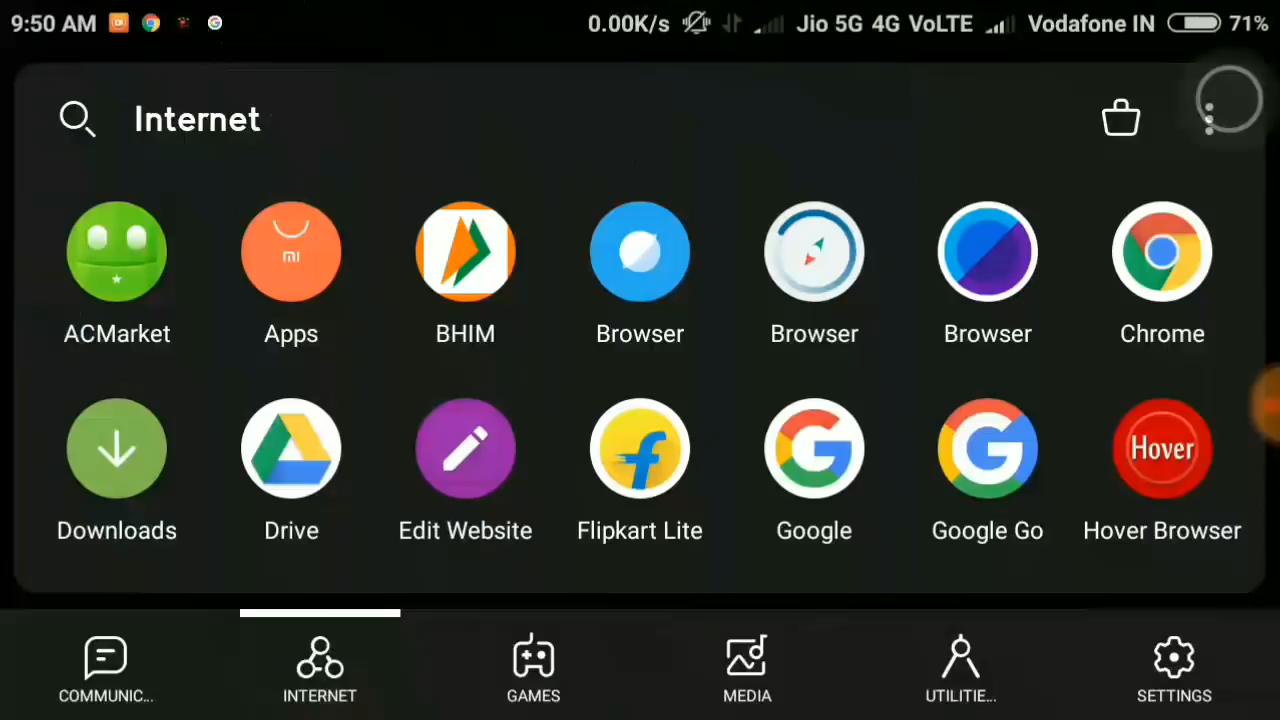 9:50 AM 0.00K/s Jio 5G 4G VoLTE Vodafone IN 71%
Internet
mi
ACMarket Apps BHIM Browser Browser Browser Chrome
Hover
Downloads Drive Edit Website Flipkart Lite Google Google Go Hover Browser
COMMUNIC... INTERNET GAMES MEDIA UTILITIE... SETTINGS